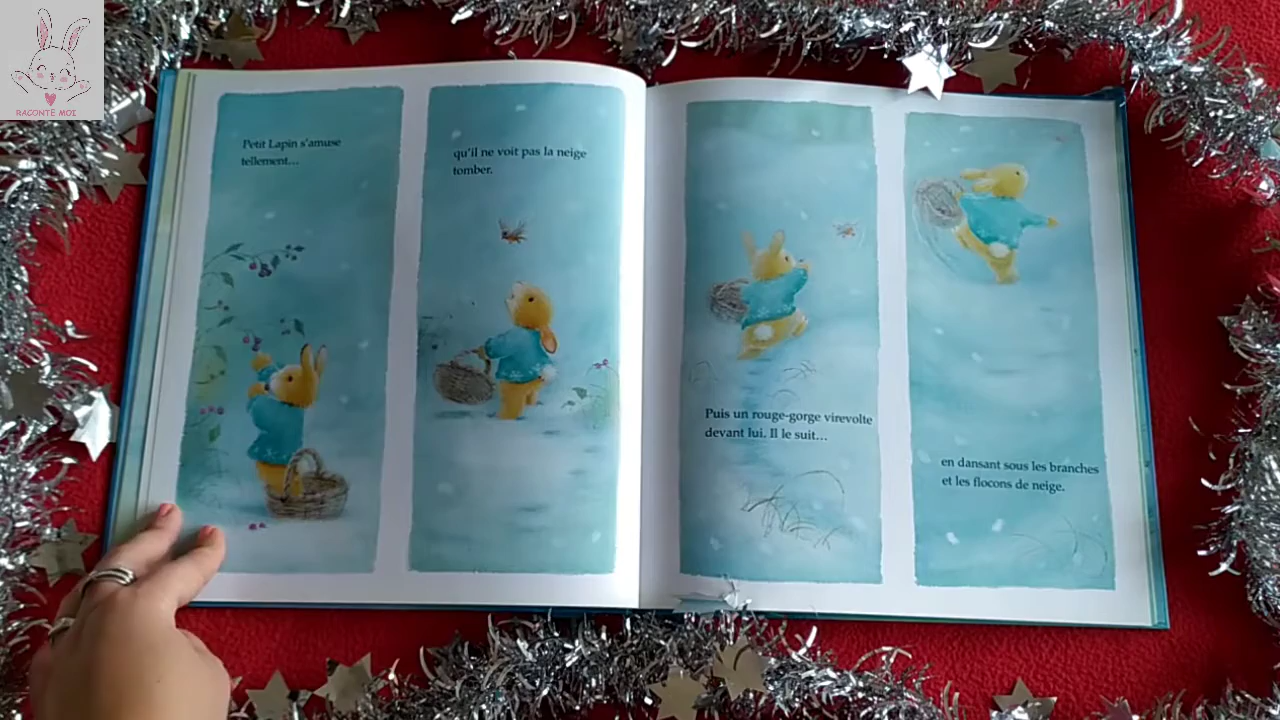 RACONTE MOI
Petit Lapin s'amuse
tellement...
qu'il ne voit pas la neige
tomber.
Puis un rouge-gorge virevolte
devant lui. Il le suit...
en dansant sous les branches
et les flocons de neige.